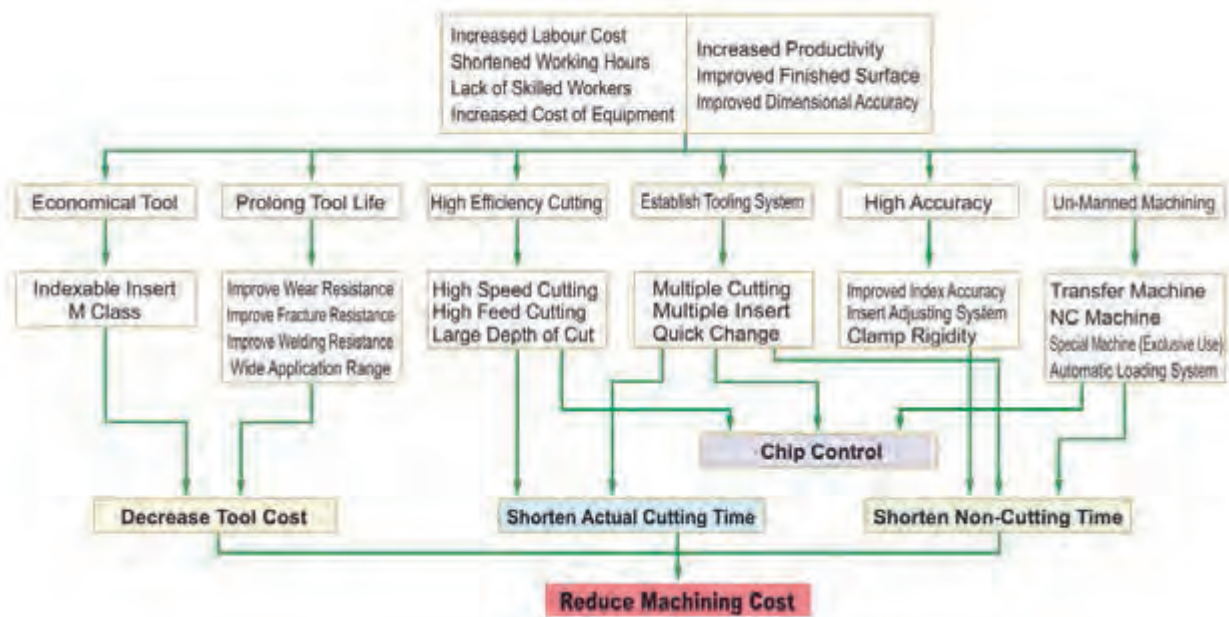 Increased Labour Cost
Shortened Working Hours
Lack of Skilled Workers
Increased Cost of Equipment
Increased Productivity
Improved Finished Surface
Improved Dimensional Accuracy
Economical Tool
Prolong Tool Life
High Efficiency Cutting
Establish Tooling System
High Accuracy
Un-Manned Machining
Indexable Insert
M Class
Improve Wear Resistance
Improve Fracture Resistance
Improve Welding Resistance
Wide Application Range
High Speed Cutting
High Feed Cutting
Large Depth of Cut
Multiple Cutting
Multiple Insert
Quick Change
Improved Index Accuracy
Insert Adjusting System
Clamp Rigidity
Transfer Machine
NC Machine
Special Machine (Exclusive Use)
Automatic Loading System
Chip Control
Decrease Tool Cost
Shorten Actual Cutting Time
Shorten Non-Cutting Time
Reduce Machining Cost